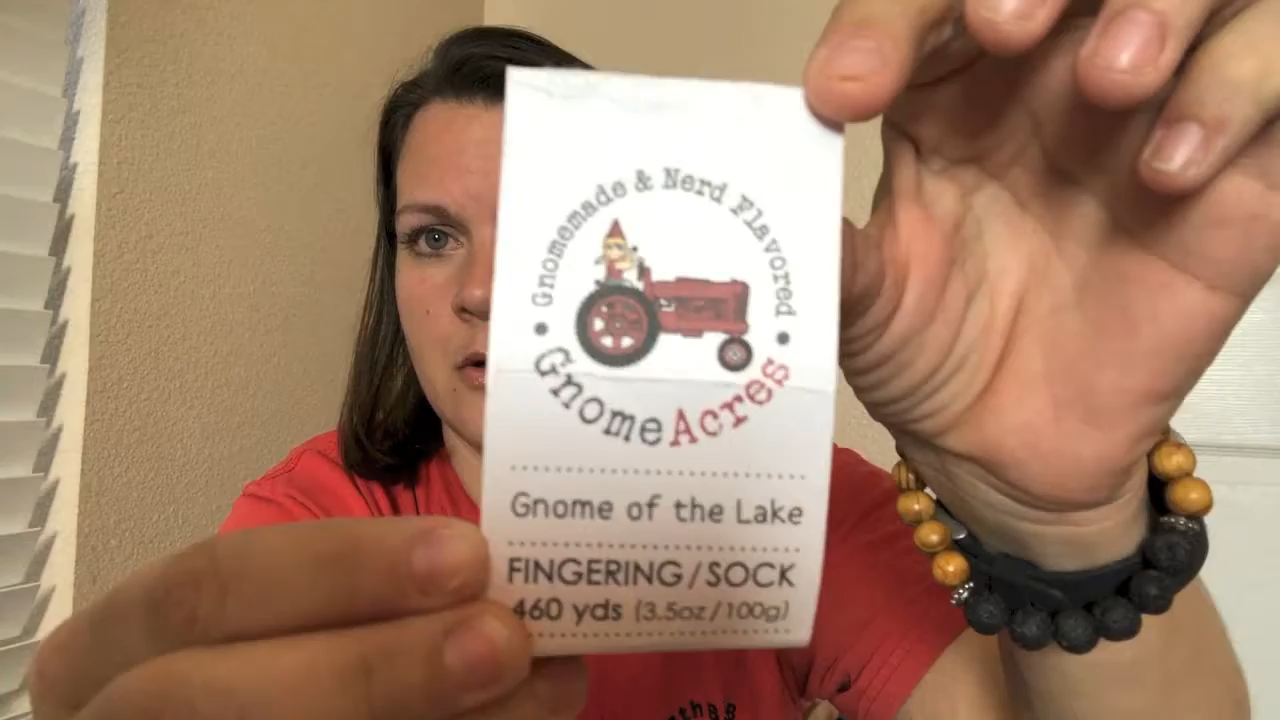 Gnomemade & Nerd Flavored
GnomeAcres
Gnome of the Lake
FINGERING/SOCK
460 yds (3.5oz/100g)